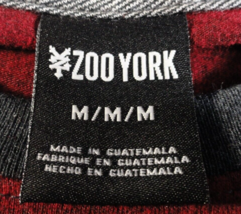 ZOO YORK
M/M/M
MADE IN GUATEMALA
FABRIQUE EN GUATEMALA
HECHO EN GUATEMALA